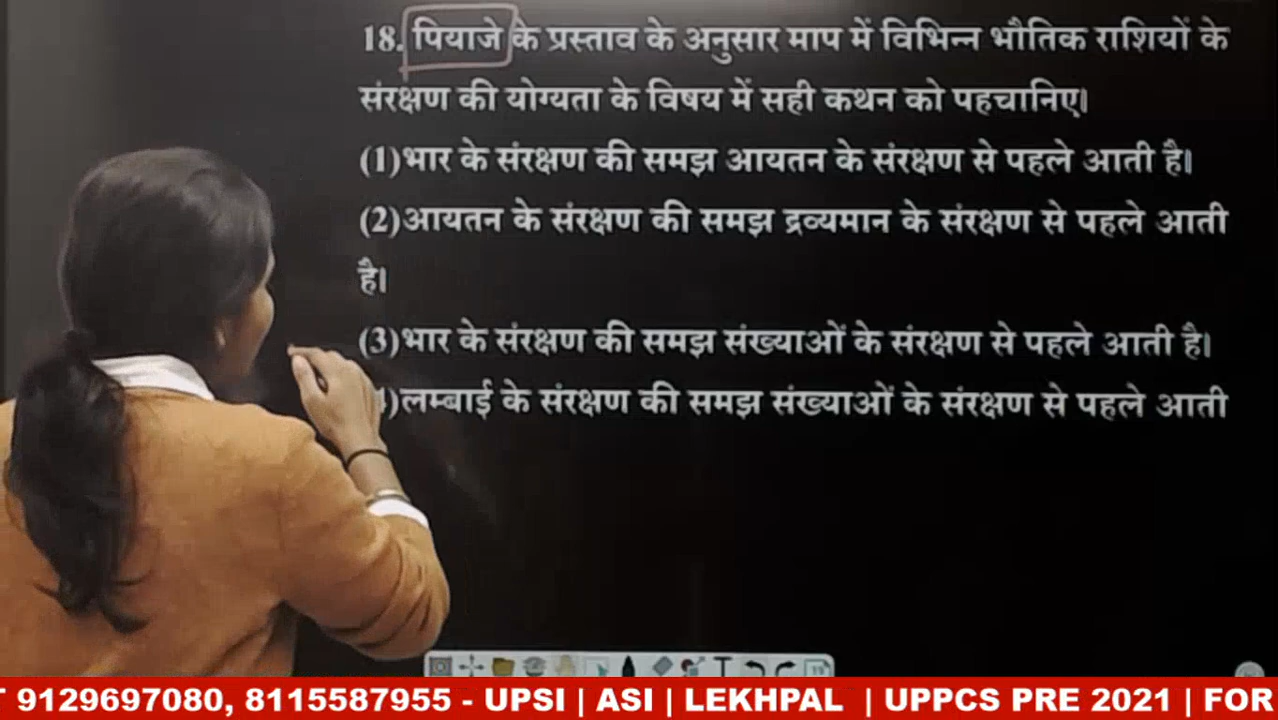 18. पियाजे के प्रस्ताव के अनुसार माप में विभिन्न भौतिक राशियों के
संरक्षण की योग्यता के विषय में सही कथन को पहचानिए।
(1)भार के संरक्षण की समझ आयतन के संरक्षण से पहले आती है।
(2)आयतन के संरक्षण की समझ द्रव्यमान के संरक्षण से पहले आती
है।
(3)भार के संरक्षण की समझ संख्याओं के संरक्षण से पहले आती है।
)लम्बाई के संरक्षण की समझ संख्याओं के संरक्षण से पहले आती
9129697080, 8115587955 - UPSI | ASI | LEKHPAL | UPPCS PRE 2021 | FOR